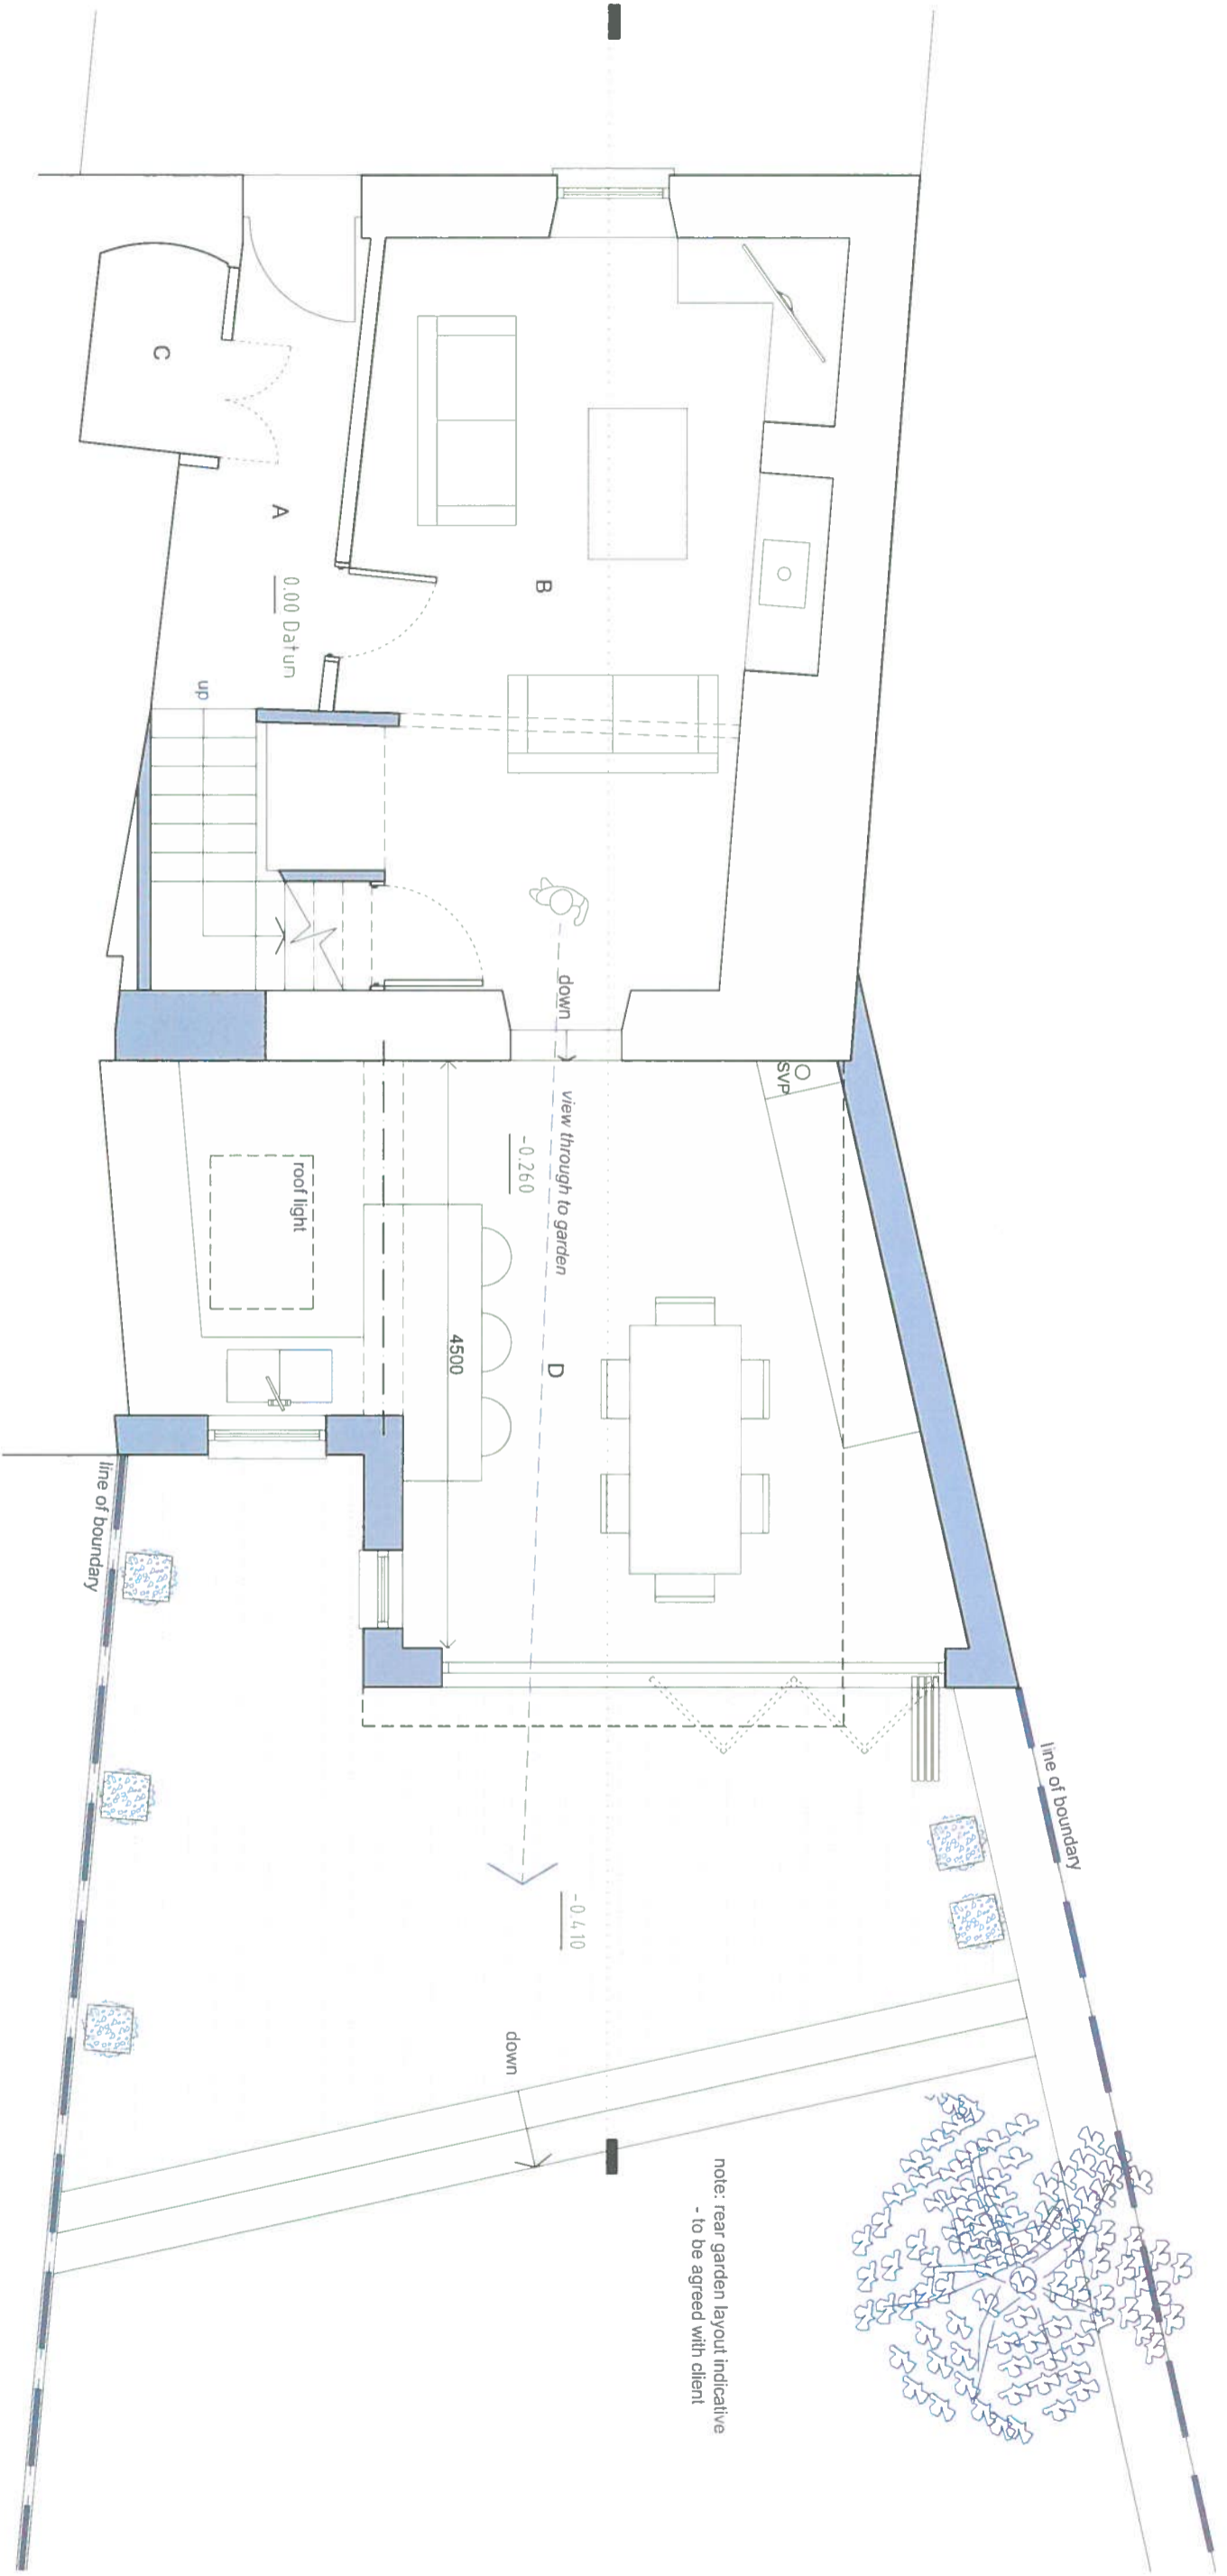 C
A
0.00 Datum
B
up
down
SVP
view through to garden
-0.260
roof light
4500
D
line of boundary
line of boundary
-0.410
down
note: rear garden layout indicative
- to be agreed with client